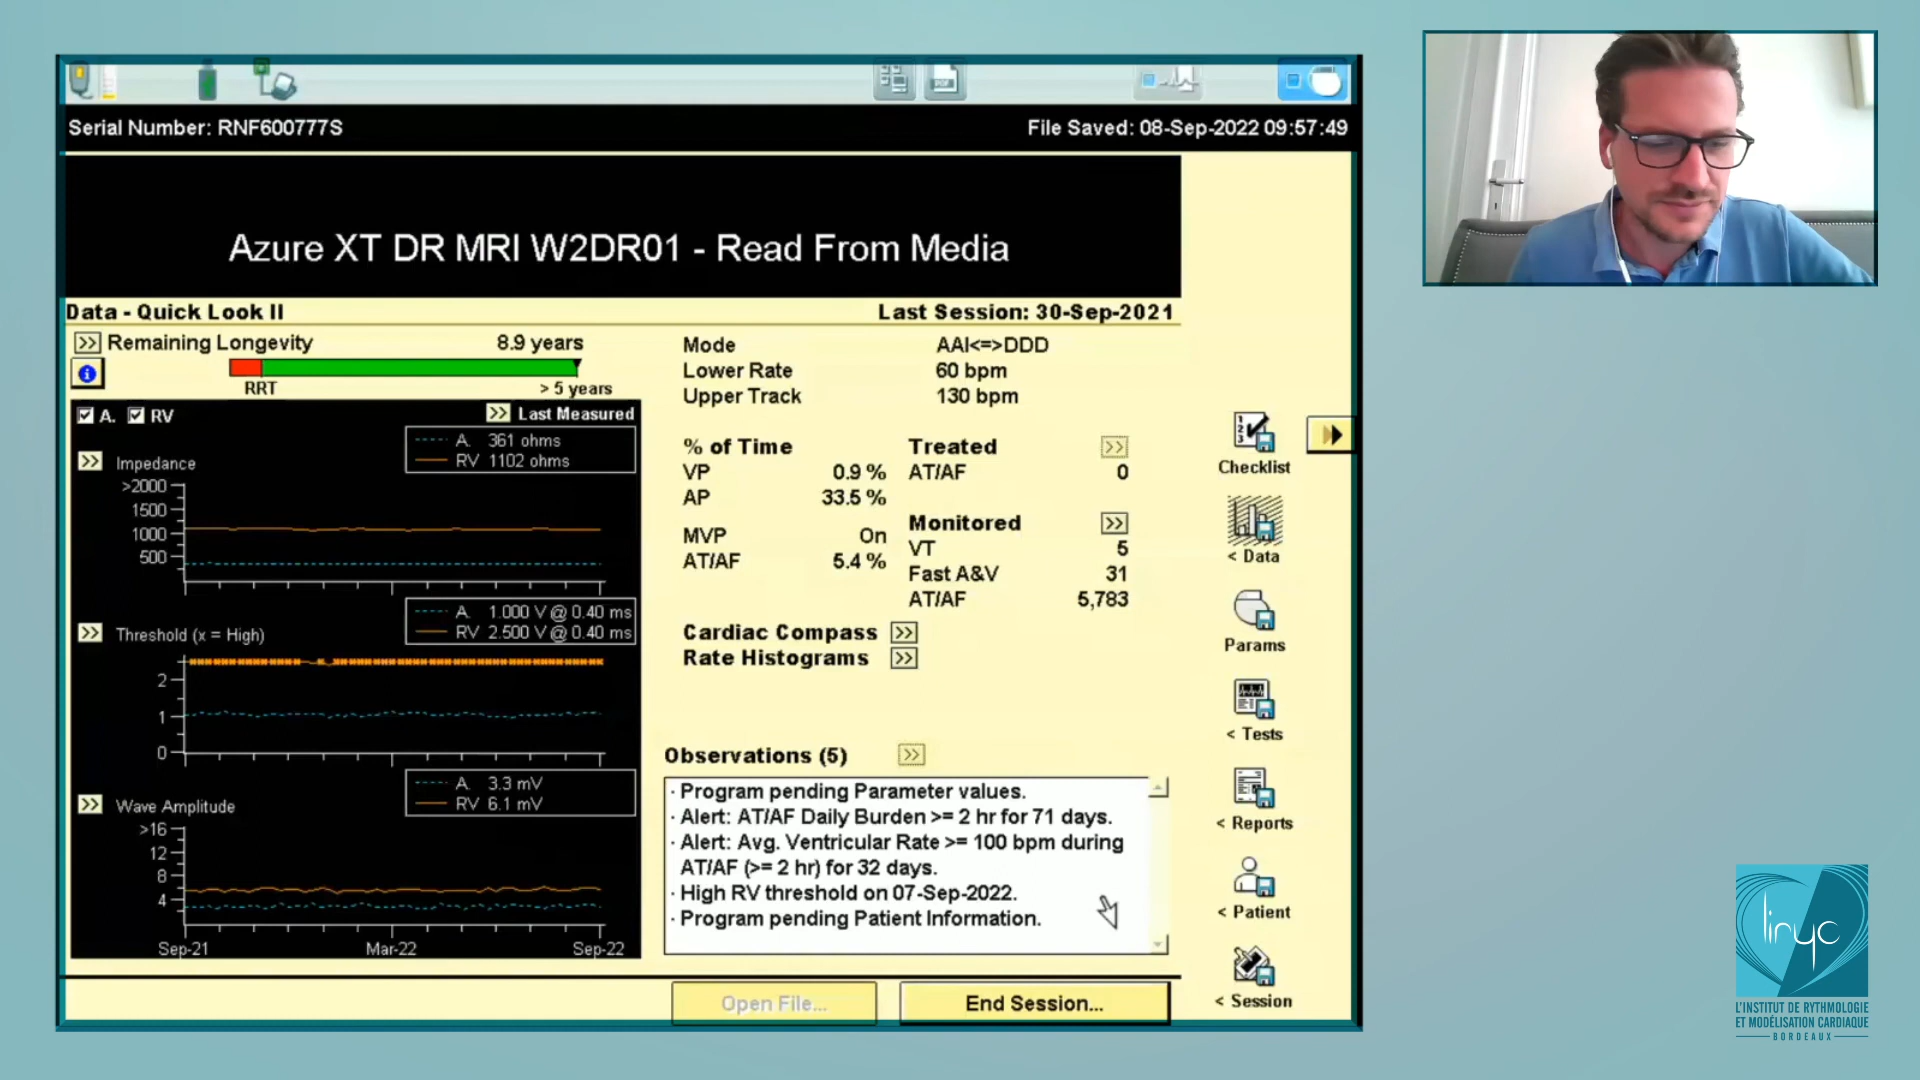 Serial Number: RNF600777S
File Saved: 08-Sep-2022 09:57:49
Azure XT DR MRI W2DR01 - Read From Media
Data - Quick Look II
Last Session: 30-Sep-2021
>> Remaining Longevity 8.9 years
RRT > 5 years
A. RV >> Last Measured
A. 361 ohms
RV 1102 ohms
>> Impedance
>2000
1500
1000
500
A. 1.000 V @ 0.40 ms
RV 2.500 V @ 0.40 ms
>> Threshold (x = High)
2
1
0
A. 3.3 mV
RV 6.1 mV
>> Wave Amplitude
>16
12
8
4
Sep-21 Mar-22 Sep-22
Mode AAI<=>DDD
Lower Rate 60 bpm
Upper Track 130 bpm
% of Time
VP 0.9 %
AP 33.5 %
MVP On
AT/AF 5.4 %
Treated >>
AT/AF 0
Monitored >>
VT 5
Fast A&V 31
AT/AF 5,783
Cardiac Compass >>
Rate Histograms >>
Observations (5) >>
· Program pending Parameter values.
· Alert: AT/AF Daily Burden >= 2 hr for 71 days.
· Alert: Avg. Ventricular Rate >= 100 bpm during
AT/AF (>= 2 hr) for 32 days.
· High RV threshold on 07-Sep-2022.
· Program pending Patient Information.
Open File...
End Session...
Checklist
< Data
Params
< Tests
< Reports
< Patient
< Session
liryc
L'INSTITUT DE RYTHMOLOGIE
ET MODÉLISATION CARDIAQUE
BORDEAUX